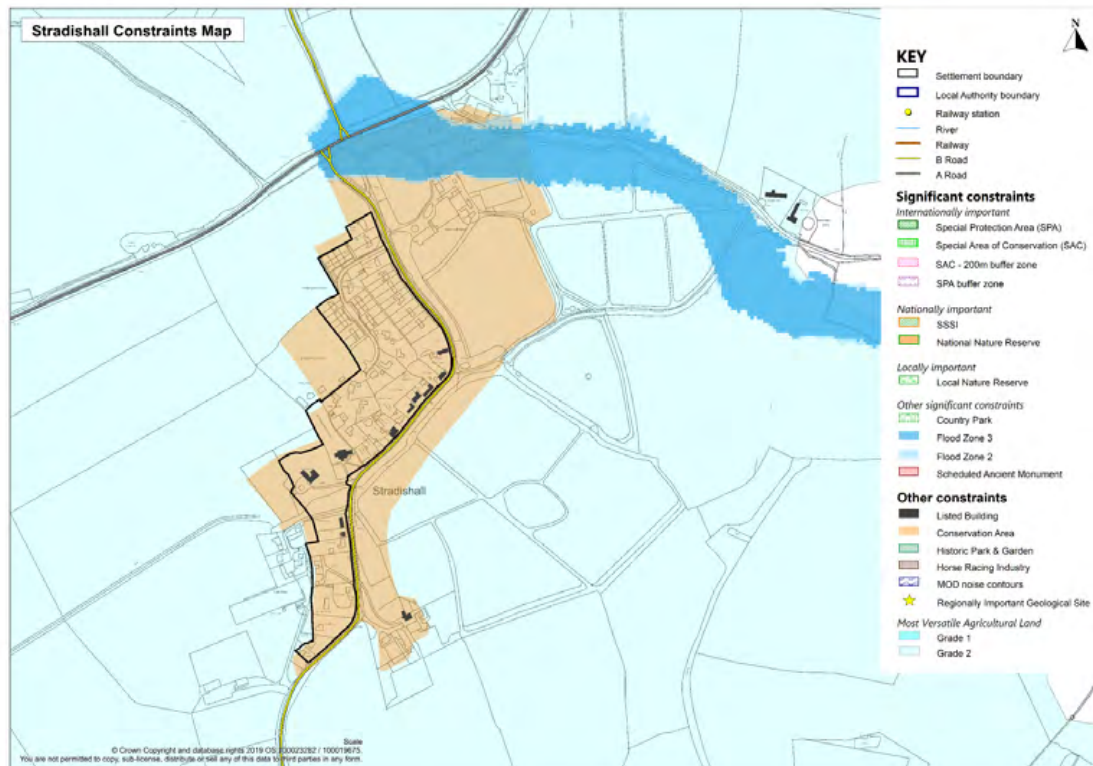 Stradishall Constraints Map
N
KEY
Settlement boundary
Local Authority boundary
Railway station
River
Railway
B Road
A Road
Significant constraints
Internationally important
Special Protection Area (SPA)
Special Area of Conservation (SAC)
SAC - 200m buffer zone
SPA buffer zone
Nationally important
SSSI
National Nature Reserve
Locally important
Local Nature Reserve
Other significant constraints
Country Park
Flood Zone 3
Flood Zone 2
Scheduled Ancient Monument
Other constraints
Listed Building
Conservation Area
Historic Park & Garden
Horse Racing Industry
MOD noise contours
Regionally Important Geological Site
Most Versatile Agricultural Land
Grade 1
Grade 2
Stradishall
Scale
© Crown Copyright and database rights 2019 OS 100023282 / 100019675.
You are not permitted to copy, sub-license, distribute or sell any of this data to third parties in any form.